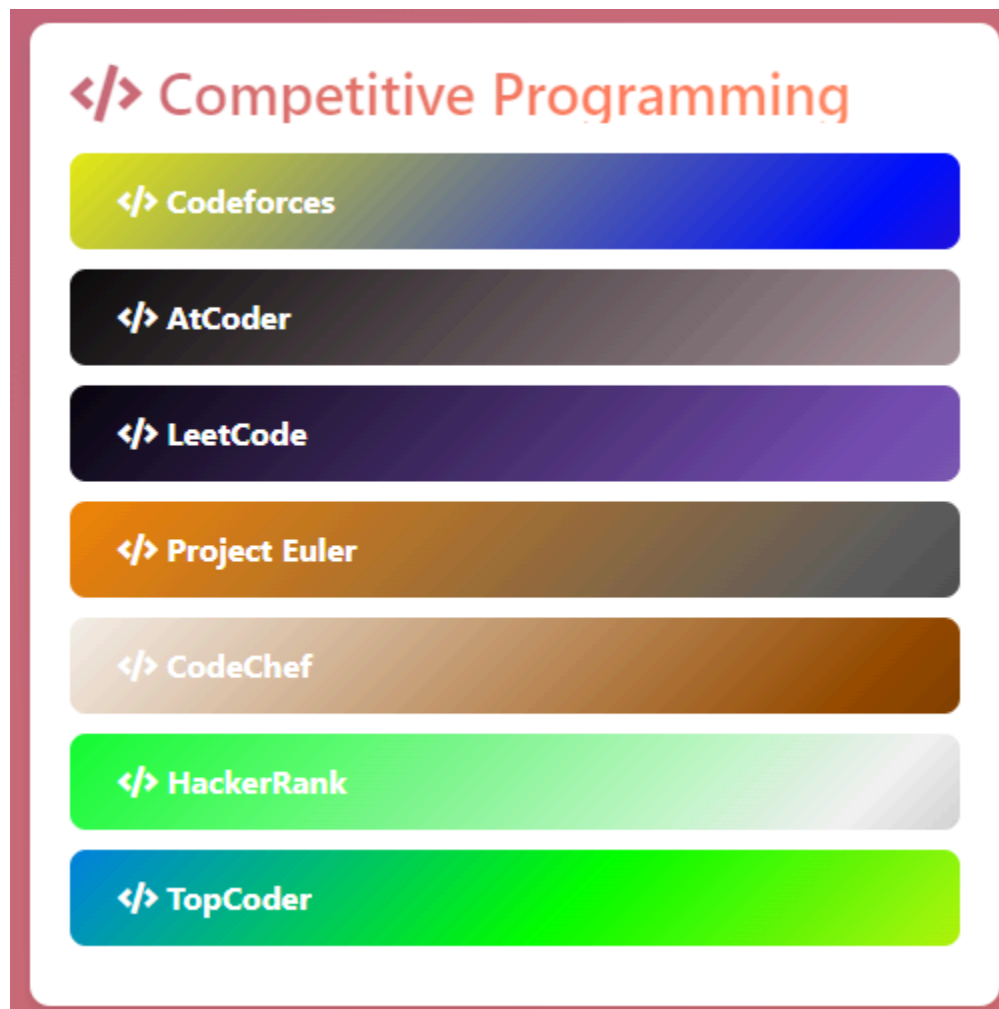 </> Competitive Programming
</> Codeforces
</> AtCoder
</> LeetCode
</> Project Euler
</> CodeChef
</> HackerRank
</> TopCoder